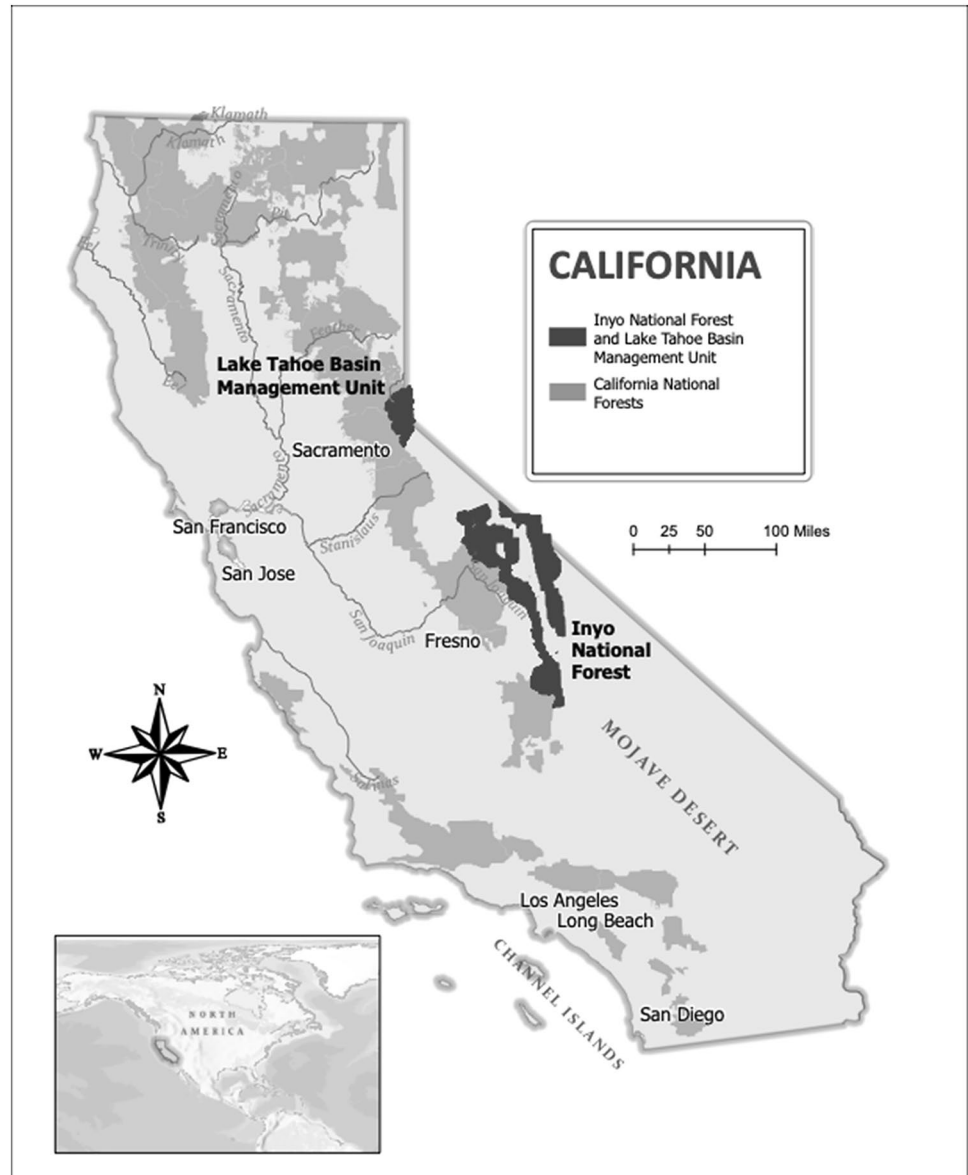 Klamath
Klamath
Sacramento
Pit
Eel
Trinity
Sacramento
Feather
Lake Tahoe Basin
Management Unit
Eel
Sacramento
Sacramento
San Francisco
Stanislaus
San Jose
San Joaquin
San Joaquin
Fresno
Inyo
National
Forest
CALIFORNIA
Inyo National Forest
and Lake Tahoe Basin
Management Unit
California National
Forests
0 25 50 100 Miles
N
W E
S
MOJAVE DESERT
Salinas
Los Angeles
Long Beach
CHANNEL ISLANDS
San Diego
NORTH
AMERICA